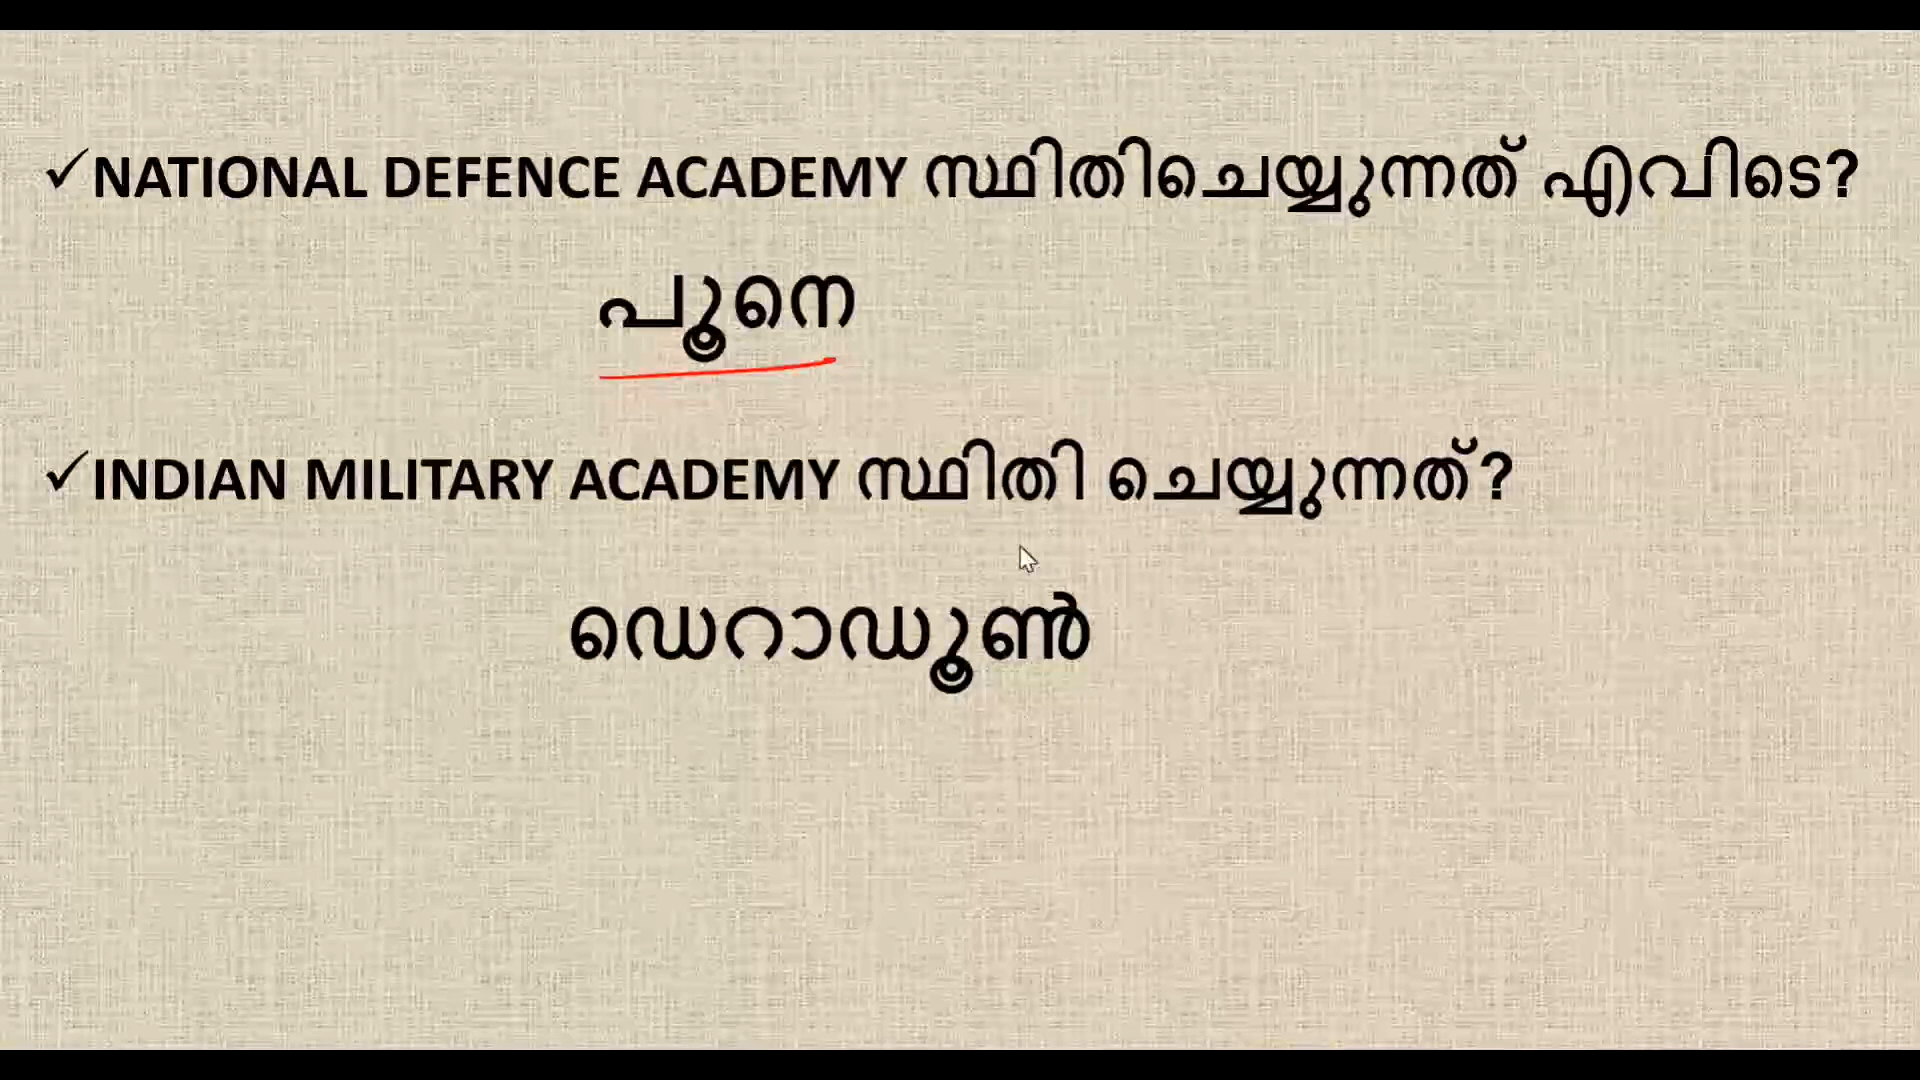 ✓NATIONAL DEFENCE ACADEMY സ്ഥിതിചെയ്യുന്നത് എവിടെ?
പൂനെ
✓INDIAN MILITARY ACADEMY സ്ഥിതി ചെയ്യുന്നത്?
ഡെറാഡൂൺ